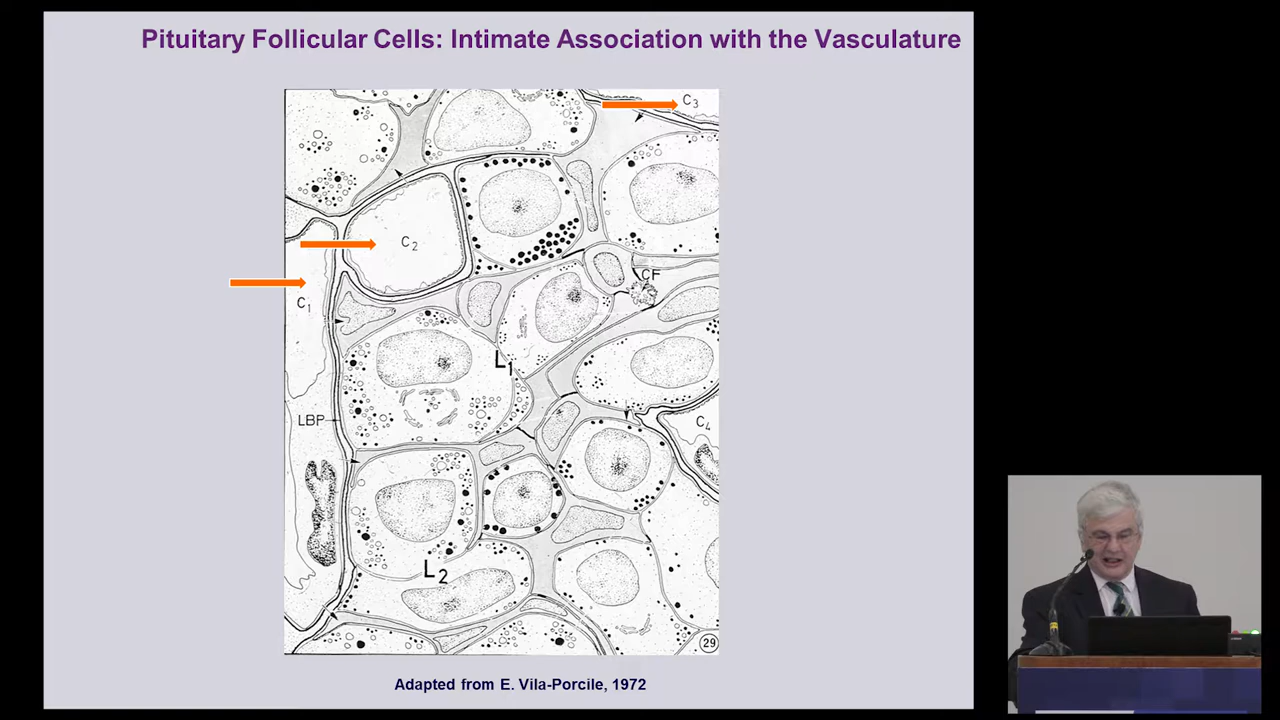 Pituitary Follicular Cells: Intimate Association with the Vasculature
C3
C2
CF
C1
L1
LBP
C4
L2
29
Adapted from E. Vila-Porcile, 1972